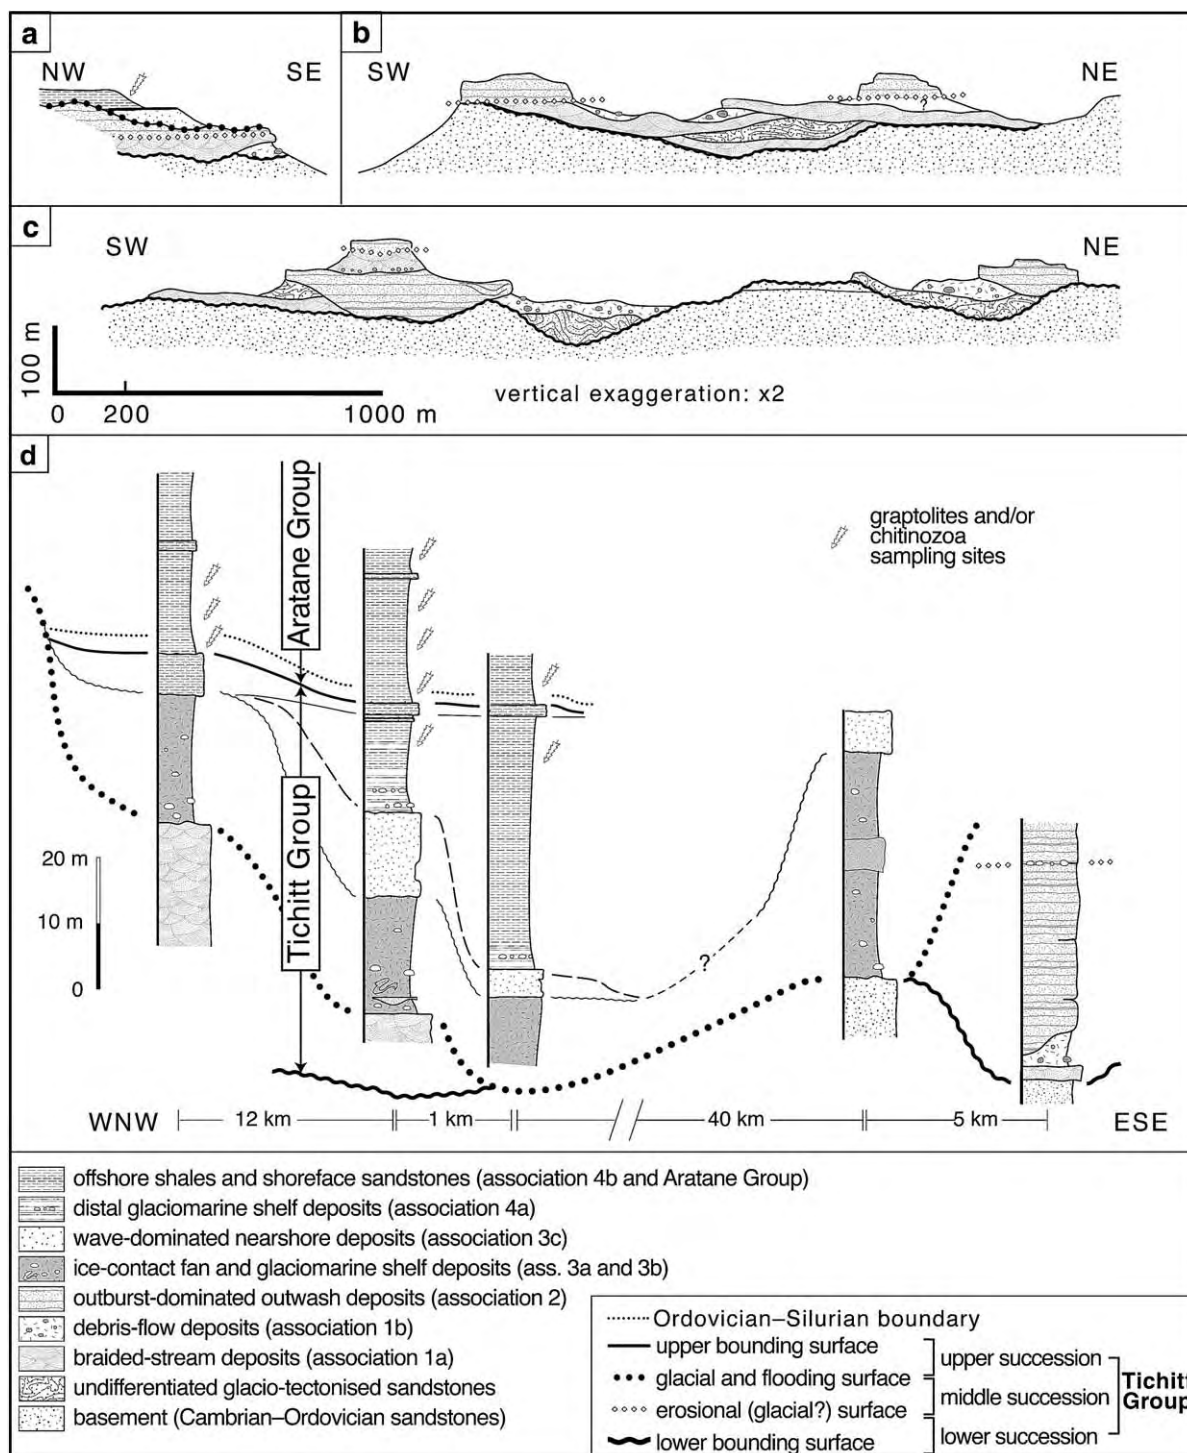 a
NW
SE
b
SW
NE
?
c
SW
NE
100 m
0
200
1000 m
vertical exaggeration: x2
d
Aratane Group
graptolites and/or
chitinozoa
sampling sites
Tichitt Group
20 m
10 m
0
?
WNW
12 km
1 km
40 km
5 km
ESE
offshore shales and shoreface sandstones (association 4b and Aratane Group)
distal glaciomarine shelf deposits (association 4a)
wave-dominated nearshore deposits (association 3c)
ice-contact fan and glaciomarine shelf deposits (ass. 3a and 3b)
outburst-dominated outwash deposits (association 2)
debris-flow deposits (association 1b)
braided-stream deposits (association 1a)
undifferentiated glacio-tectonised sandstones
basement (Cambrian–Ordovician sandstones)
Ordovician–Silurian boundary
upper bounding surface
glacial and flooding surface
erosional (glacial?) surface
lower bounding surface
upper succession
middle succession
lower succession
Tichitt
Group